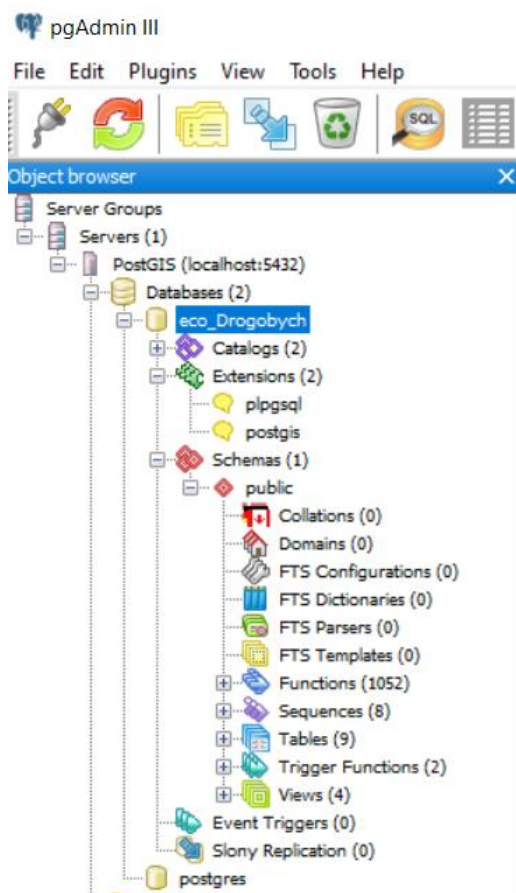 pgAdmin III
File Edit Plugins View Tools Help
SQL
Object browser
Server Groups
Servers (1)
PostGIS (localhost:5432)
Databases (2)
eco_Drogobych
Catalogs (2)
Extensions (2)
plpgsql
postgis
Schemas (1)
public
Collations (0)
Domains (0)
FTS Configurations (0)
FTS Dictionaries (0)
FTS Parsers (0)
FTS Templates (0)
Functions (1052)
Sequences (8)
Tables (9)
Trigger Functions (2)
Views (4)
Event Triggers (0)
Slony Replication (0)
postgres